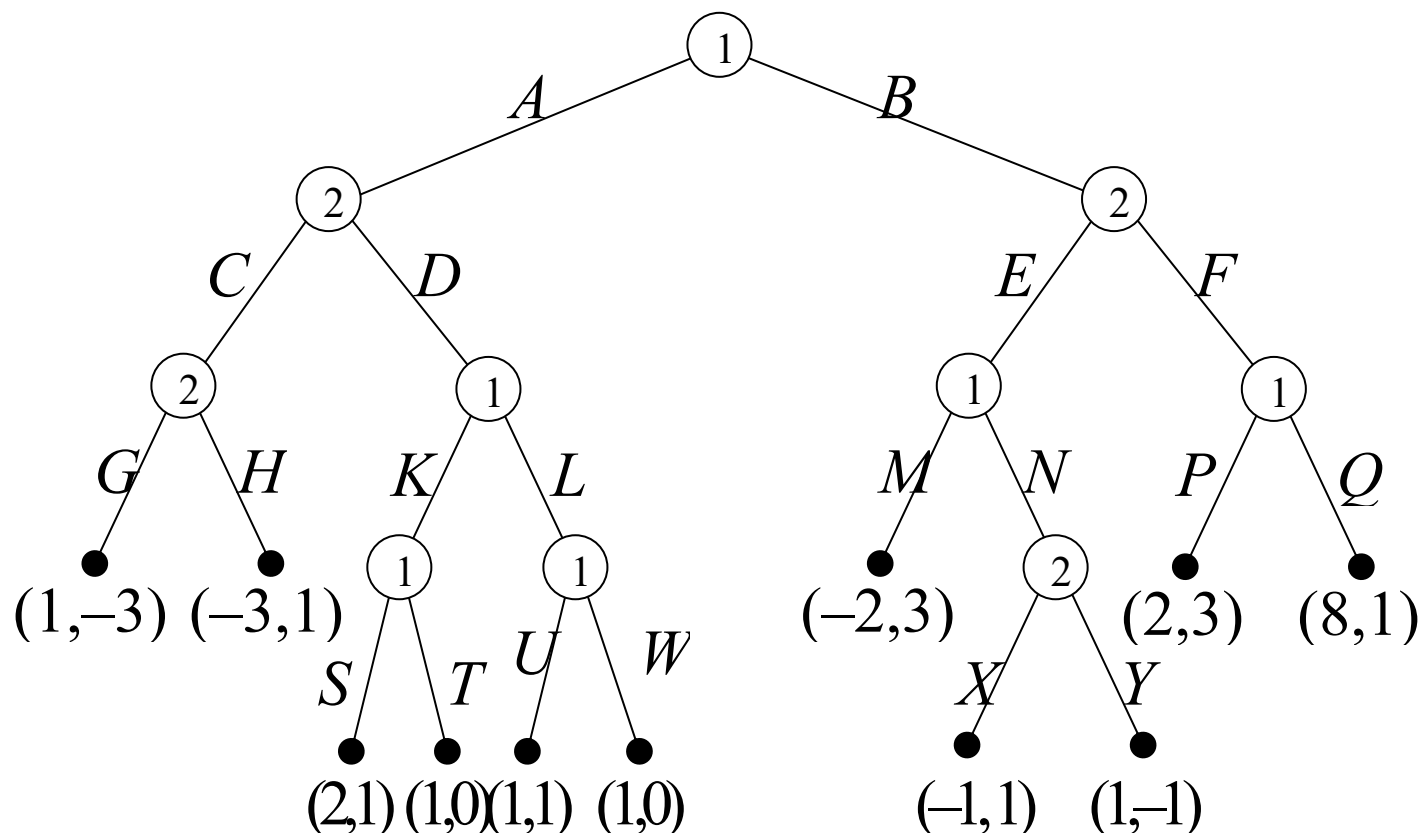 1
A B
2 2
C D E F
2 1 1 1
G H K L M N P Q
1 1 2
(1,–3) (–3,1) (–2,3) (2,3) (8,1)
S T U W X Y
(2,1) (1,0) (1,1) (1,0) (–1,1) (1,–1)